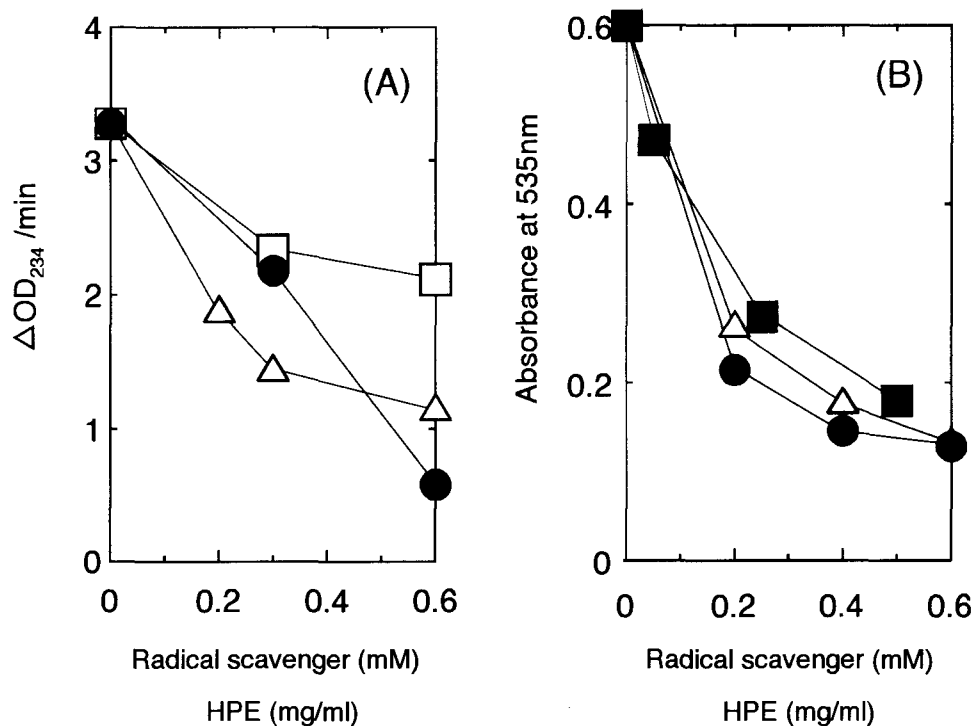 (A)
4
3
2
1
0
ΔOD234 /min
0 0.2 0.4 0.6
Radical scavenger (mM)
HPE (mg/ml)
(B)
0.6
0.4
0.2
0
Absorbance at 535nm
0 0.2 0.4 0.6
Radical scavenger (mM)
HPE (mg/ml)